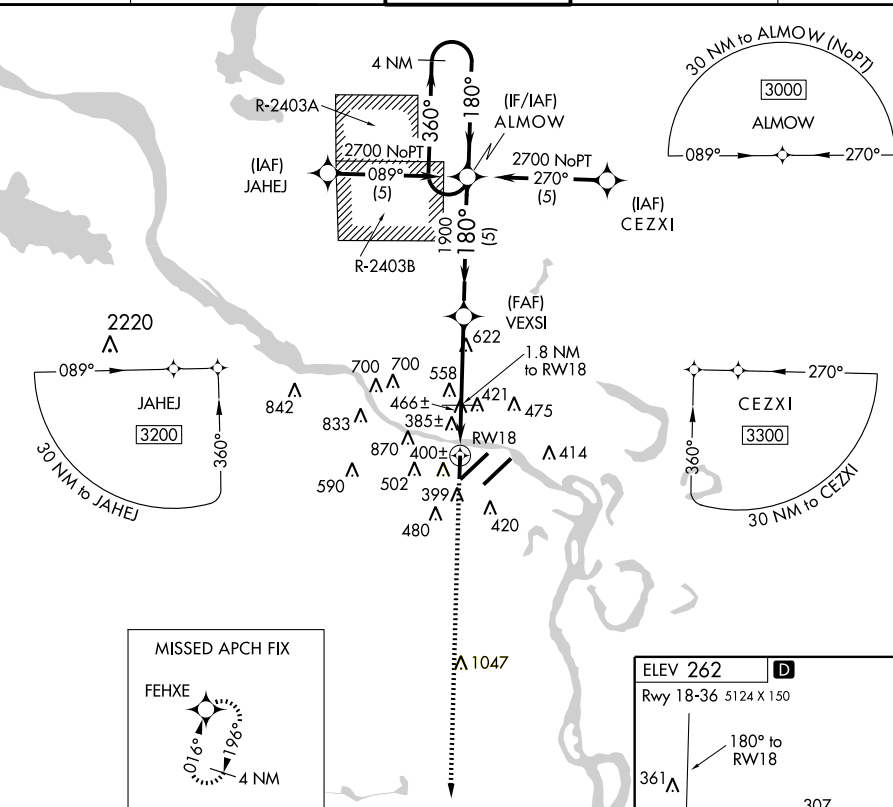 30 NM to ALMOW (NoPT)
3000
ALMOW
089°
270°
4 NM
360°
180°
(IF/IAF)
ALMOW
R-2403A
(IAF)
JAHEJ
2700 NoPT
089°
(5)
2700 NoPT
270°
(5)
(IAF)
CEZXI
1900
180°
(5)
R-2403B
(FAF)
VEXSI
2220
622
1.8 NM
to RW18
089°
JAHEJ
3200
360°
30 NM to JAHEJ
700
700
558
842
466±
421
475
833
385±
870
RW18
400±
414
590
502
399
480
420
270°
CEZXI
3300
360°
30 NM to CEZXI
1047
MISSED APCH FIX
FEHXE
016°
196°
4 NM
ELEV 262
D
Rwy 18-36 5124 X 150
180° to
RW18
361
307